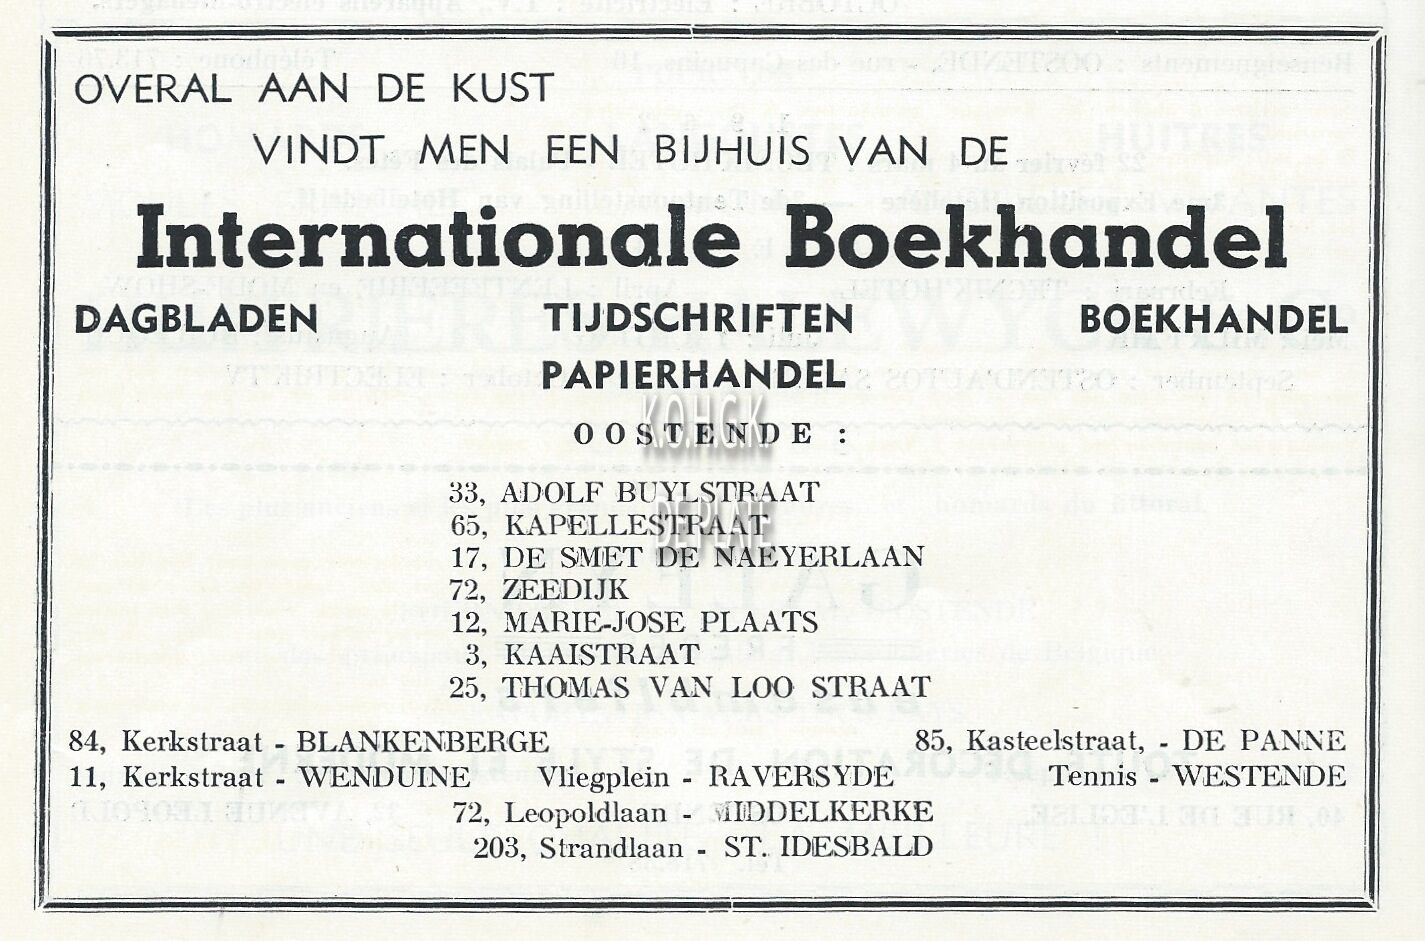 OVERAL AAN DE KUST
VINDT MEN EEN BIJHUIS VAN DE
Internationale Boekhandel
DAGBLADEN TIJDSCHRIFTEN BOEKHANDEL
PAPIERHANDEL
K.O.H.G.K.
OOSTENDE :
33, ADOLF BUYLSTRAAT
65, KAPELLESTRAAT
DE PLATE
17, DE SMET DE NAEYERLAAN
72, ZEEDIJK
12, MARIE-JOSE PLAATS
3, KAAISTRAAT
25, THOMAS VAN LOO STRAAT
84, Kerkstraat - BLANKENBERGE 85, Kasteelstraat, - DE PANNE
11, Kerkstraat - WENDUINE Vliegplein - RAVERSYDE Tennis - WESTENDE
72, Leopoldlaan - MIDDELKERKE
203, Strandlaan - ST. IDESBALD